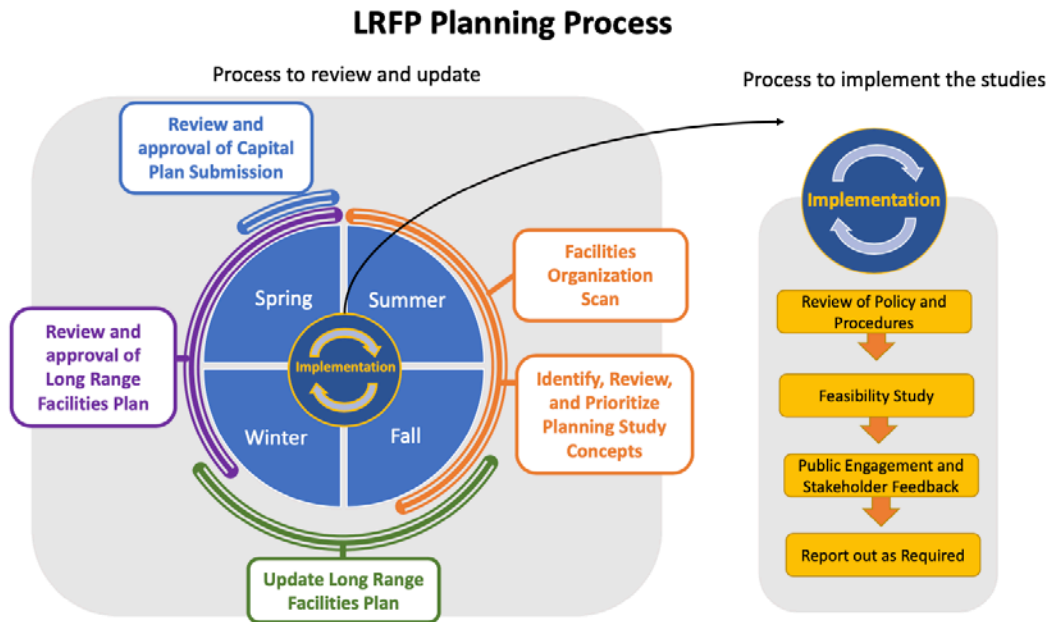 LRFP Planning Process
Process to review and update
Process to implement the studies
Review and
approval of Capital
Plan Submission
Implementation
Facilities
Organization
Scan
Spring
Summer
Review of Policy and
Procedures
Review and
approval of
Long Range
Facilities Plan
Implementation
Identify, Review,
and Prioritize
Planning Study
Concepts
Feasibility Study
Winter
Fall
Public Engagement and
Stakeholder Feedback
Report out as Required
Update Long Range
Facilities Plan